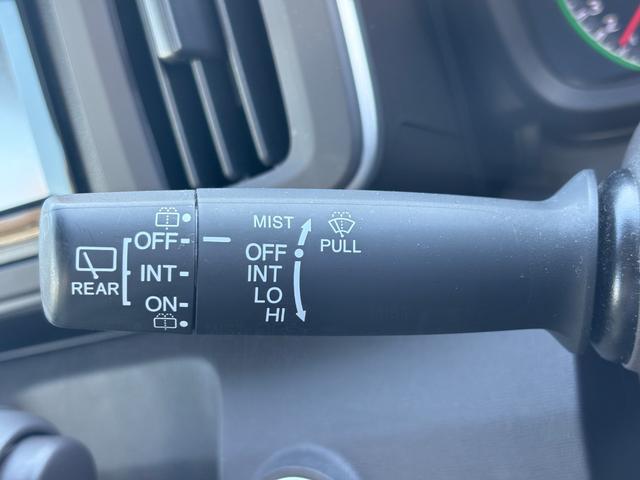 REAR
OFF
INT
ON
MIST
OFF
INT
LO
HI
PULL